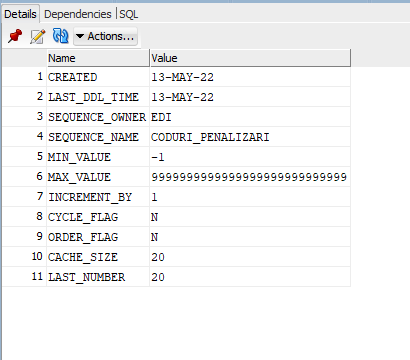 Details Dependencies SQL
Actions...
Name Value
1 CREATED 13-MAY-22
2 LAST_DDL_TIME 13-MAY-22
3 SEQUENCE_OWNER EDI
4 SEQUENCE_NAME CODURI_PENALIZARI
5 MIN_VALUE -1
6 MAX_VALUE 9999999999999999999999999999
7 INCREMENT_BY 1
8 CYCLE_FLAG N
9 ORDER_FLAG N
10 CACHE_SIZE 20
11 LAST_NUMBER 20